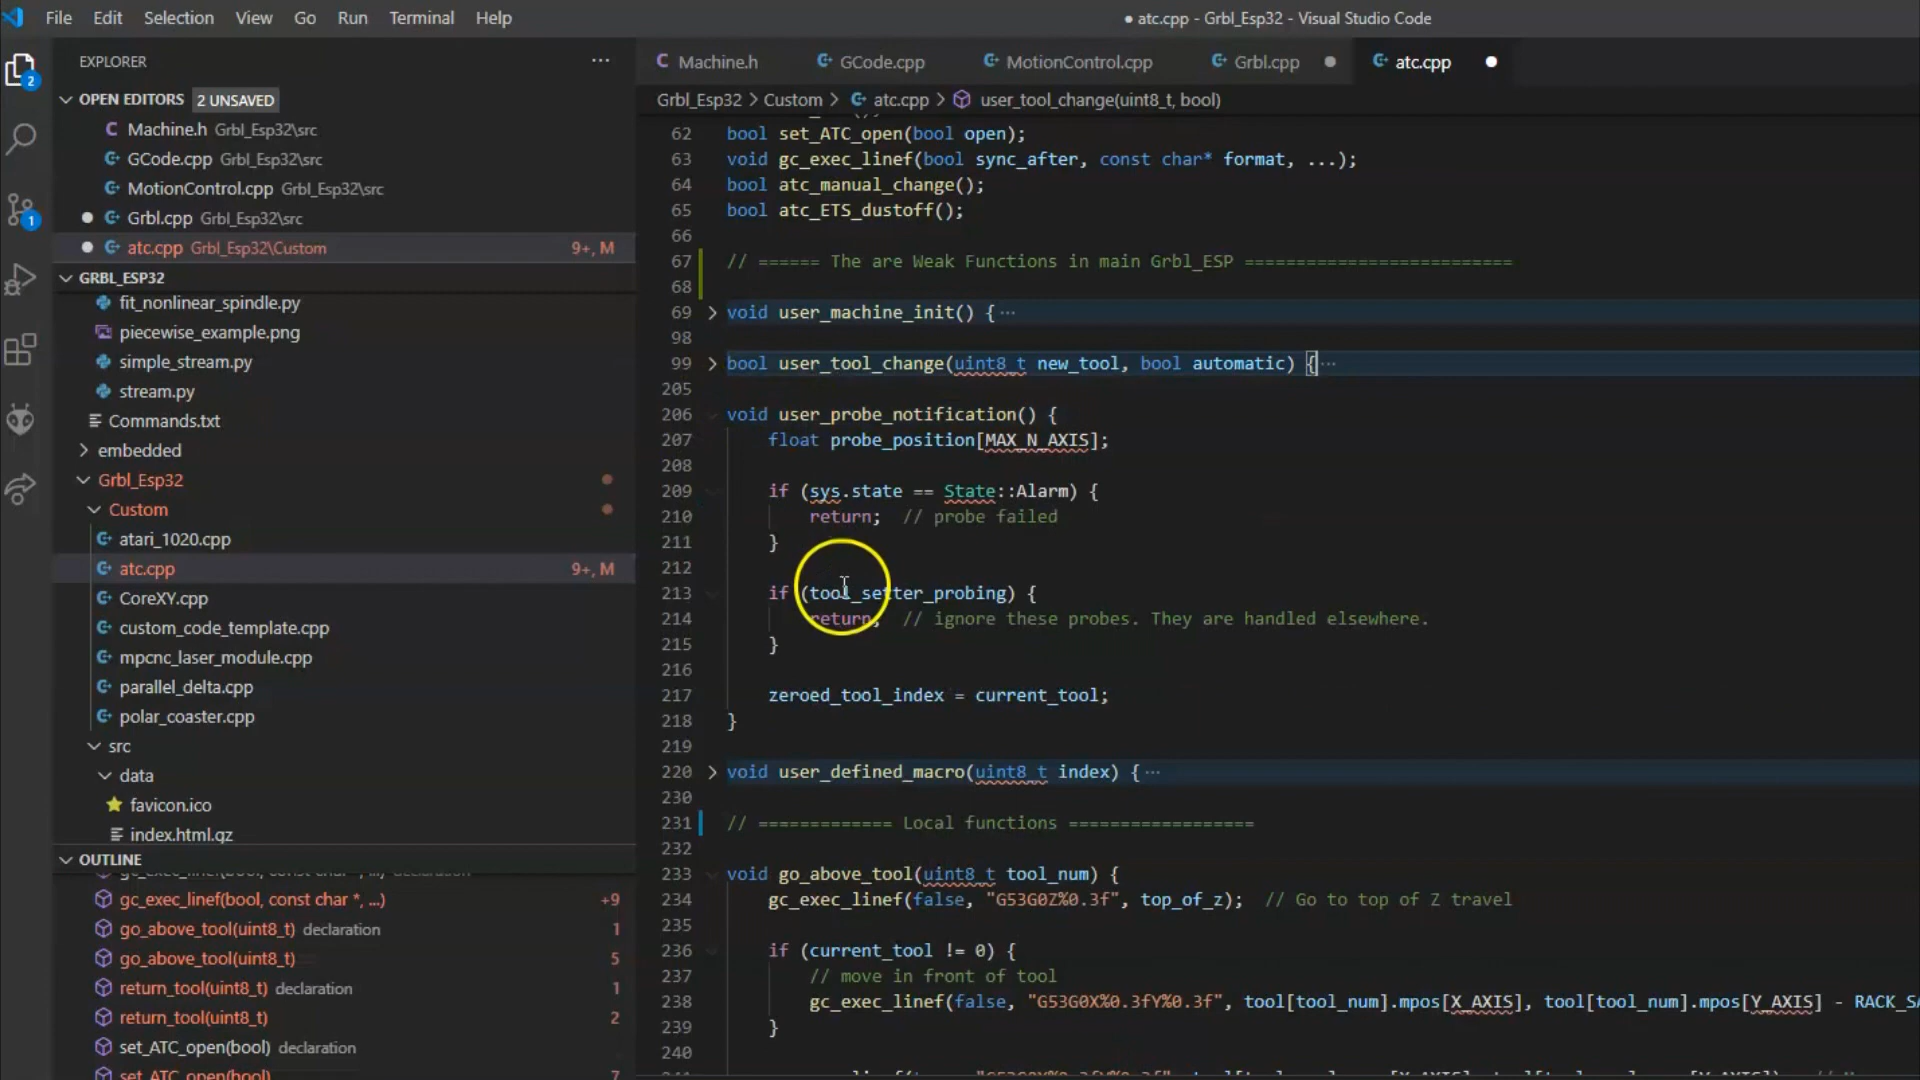 File Edit Selection View Go Run Terminal Help
● atc.cpp - Grbl_Esp32 - Visual Studio Code
EXPLORER ···
OPEN EDITORS 2 UNSAVED
Machine.h Grbl_Esp32\src
GCode.cpp Grbl_Esp32\src
MotionControl.cpp Grbl_Esp32\src
Grbl.cpp Grbl_Esp32\src
atc.cpp Grbl_Esp32\Custom 9+, M
GRBL_ESP32
fit_nonlinear_spindle.py
piecewise_example.png
simple_stream.py
stream.py
Commands.txt
embedded
Grbl_Esp32
Custom
atari_1020.cpp
atc.cpp 9+, M
CoreXY.cpp
custom_code_template.cpp
mpcnc_laser_module.cpp
parallel_delta.cpp
polar_coaster.cpp
src
data
favicon.ico
index.html.gz
OUTLINE
gc_exec_linef(bool, const char *, ...) declaration
gc_exec_linef(bool, const char *, ...) +9
go_above_tool(uint8_t) declaration 1
go_above_tool(uint8_t) 5
return_tool(uint8_t) declaration 1
return_tool(uint8_t) 2
set_ATC_open(bool) declaration
set_ATC_open(bool) 7
2
1
Machine.h GCode.cpp MotionControl.cpp Grbl.cpp atc.cpp
Grbl_Esp32 > Custom > atc.cpp > user_tool_change(uint8_t, bool)
62 bool set_ATC_open(bool open);
63 void gc_exec_linef(bool sync_after, const char* format, ...);
64 bool atc_manual_change();
65 bool atc_ETS_dustoff();
66
67 // ====== The are Weak Functions in main Grbl_ESP ==========================
68
69 void user_machine_init() {···
98
99 bool user_tool_change(uint8_t new_tool, bool automatic) {···
205
206 void user_probe_notification() {
207 float probe_position[MAX_N_AXIS];
208
209 if (sys.state == State::Alarm) {
210 return; // probe failed
211 }
212
213 if (tool_setter_probing) {
214 return; // ignore these probes. They are handled elsewhere.
215 }
216
217 zeroed_tool_index = current_tool;
218 }
219
220 void user_defined_macro(uint8_t index) {···
230
231 // ============= Local functions ==================
232
233 void go_above_tool(uint8_t tool_num) {
234 gc_exec_linef(false, "G53G0Z%0.3f", top_of_z); // Go to top of Z travel
235
236 if (current_tool != 0) {
237 // move in front of tool
238 gc_exec_linef(false, "G53G0X%0.3fY%0.3f", tool[tool_num].mpos[X_AXIS], tool[tool_num].mpos[Y_AXIS] - RACK_SA
239 }
240